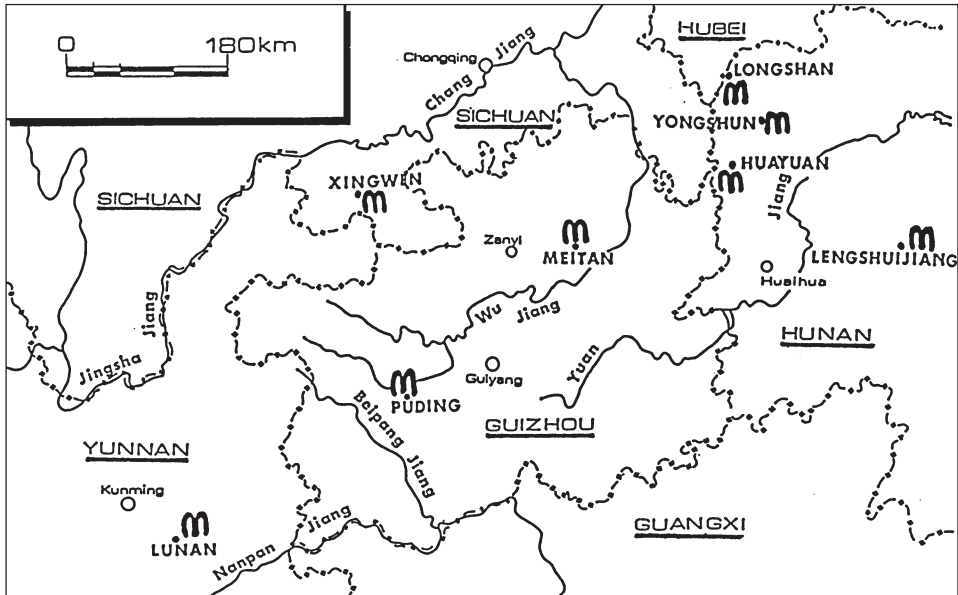 0 180km
HUBEI
Chongqing
Chang Jiang
LONGSHAN
SICHUAN
YONGSHUN
HUAYUAN
XINGWEN
SICHUAN
Jiang
Zanyi
MEITAN
LENGSHUIJIANG
Huaihua
Wu Jiang
Jiang
HUNAN
Jingsha
Yuan
Guiyang
PUDING
Beipang Jiang
GUIZHOU
YUNNAN
Kunming
LUNAN
Jiang
GUANGXI
Nanpan